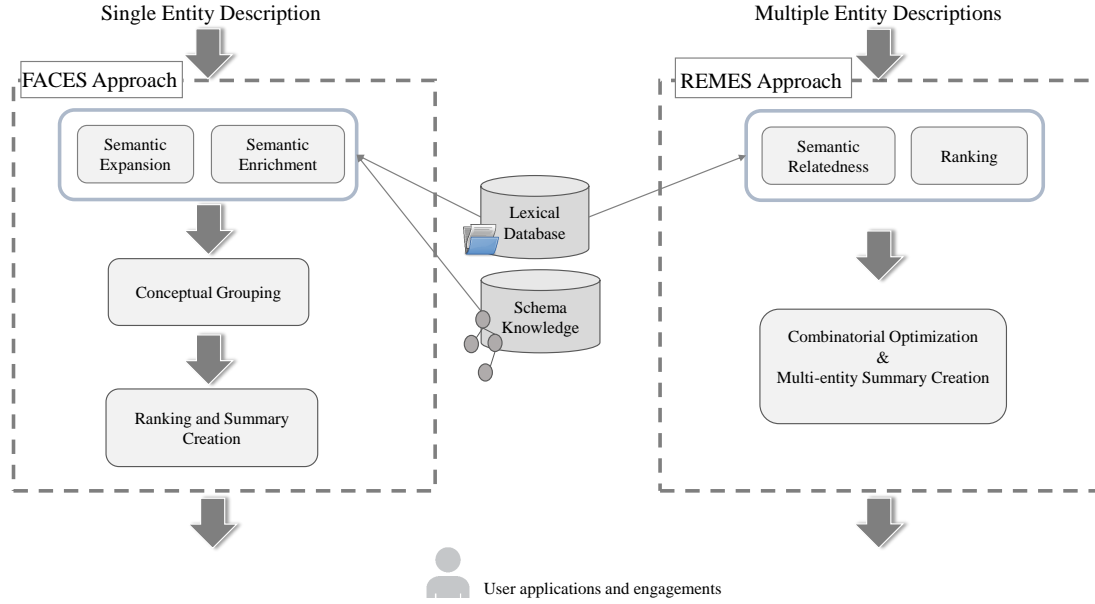 Single Entity Description
Multiple Entity Descriptions
FACES Approach
REMES Approach
Semantic
Expansion
Semantic
Enrichment
Semantic
Relatedness
Ranking
Lexical
Database
Conceptual Grouping
Schema
Knowledge
Combinatorial Optimization
&
Multi-entity Summary Creation
Ranking and Summary
Creation
User applications and engagements